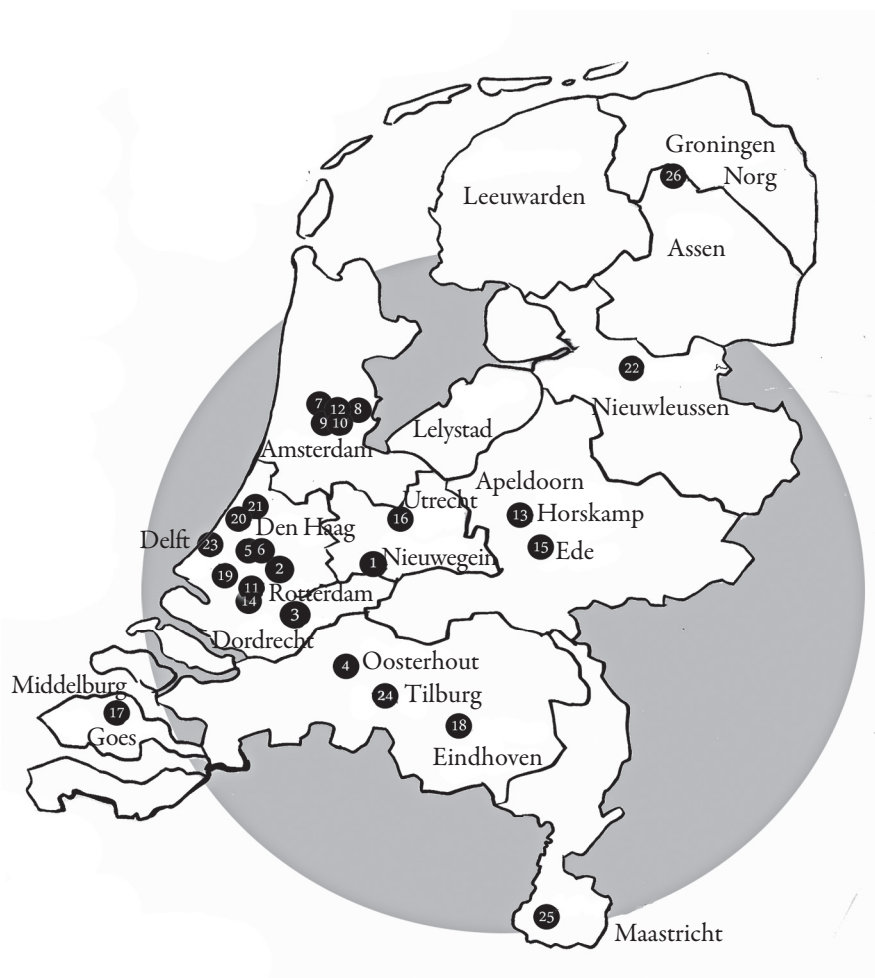 Groningen
26
Norg
Leeuwarden
Assen
22
Nieuwleussen
7
12
8
9
10
Lelystad
Amsterdam
Apeldoorn
Utrecht
21
20
16
13
Horskamp
Den Haag
Delft
23
5
6
15
Ede
1
Nieuwegein
2
19
11
Rotterdam
14
3
Dordrecht
4
Oosterhout
Middelburg
24
Tilburg
17
18
Goes
Eindhoven
25
Maastricht